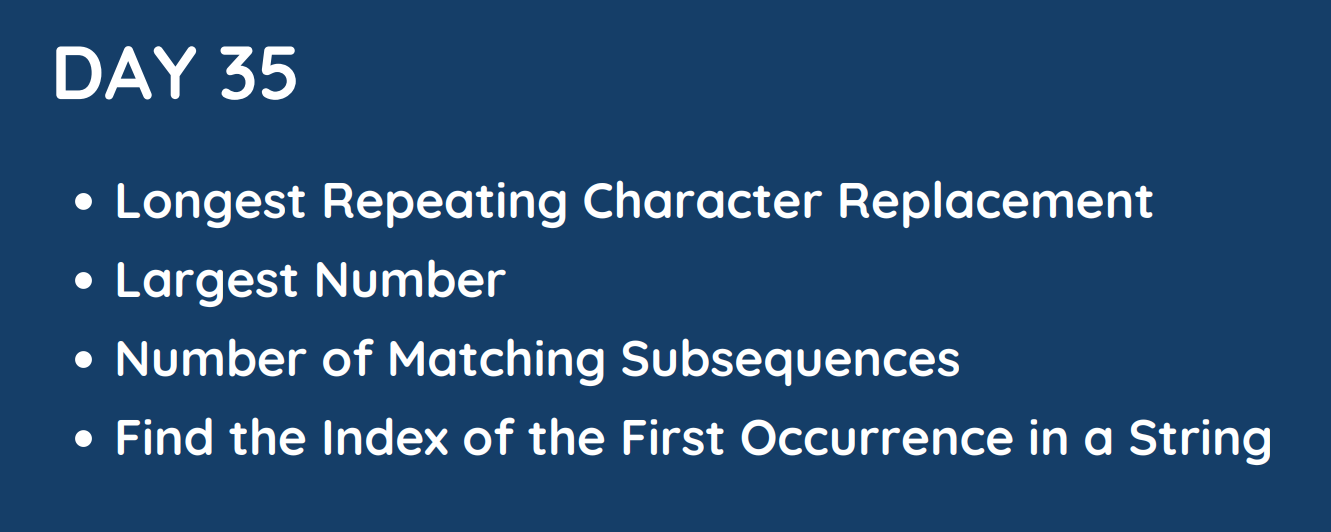 DAY 35
• Longest Repeating Character Replacement
• Largest Number
• Number of Matching Subsequences
• Find the Index of the First Occurrence in a String